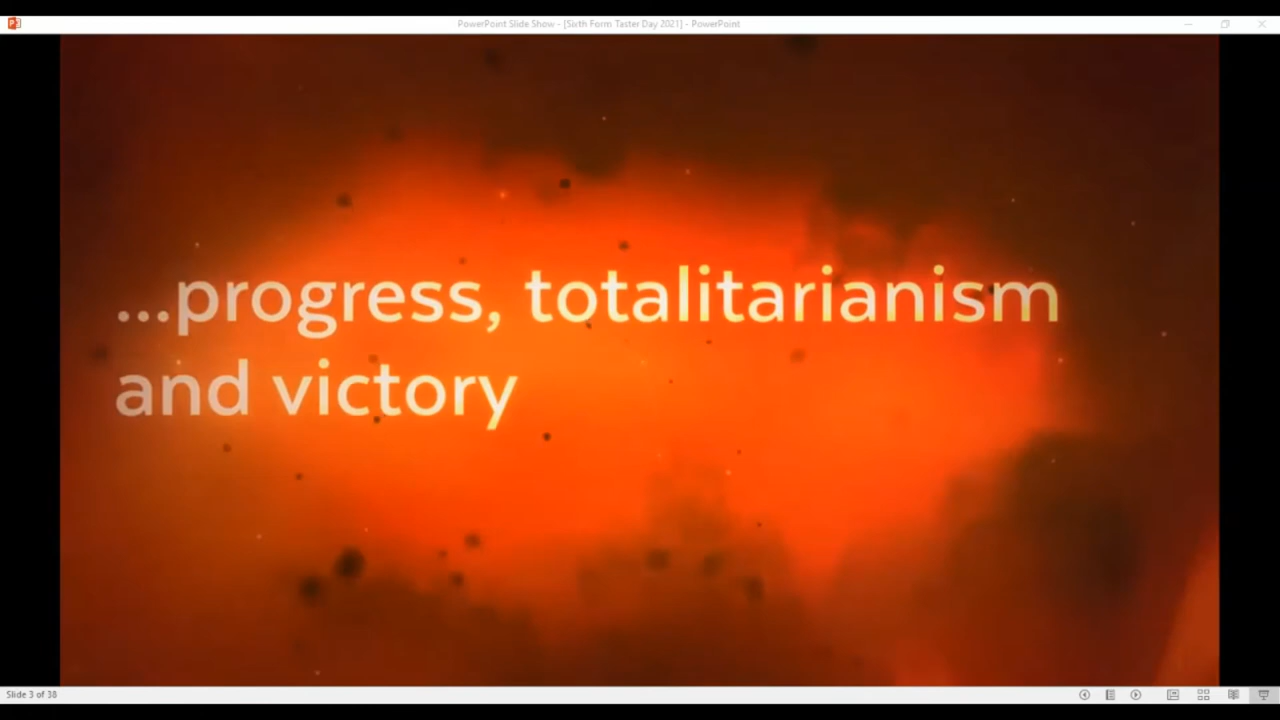 PowerPoint Slide Show - [Sixth Form Taster Day 2021] - PowerPoint
...progress, totalitarianism
and victory
Slide 3 of 38